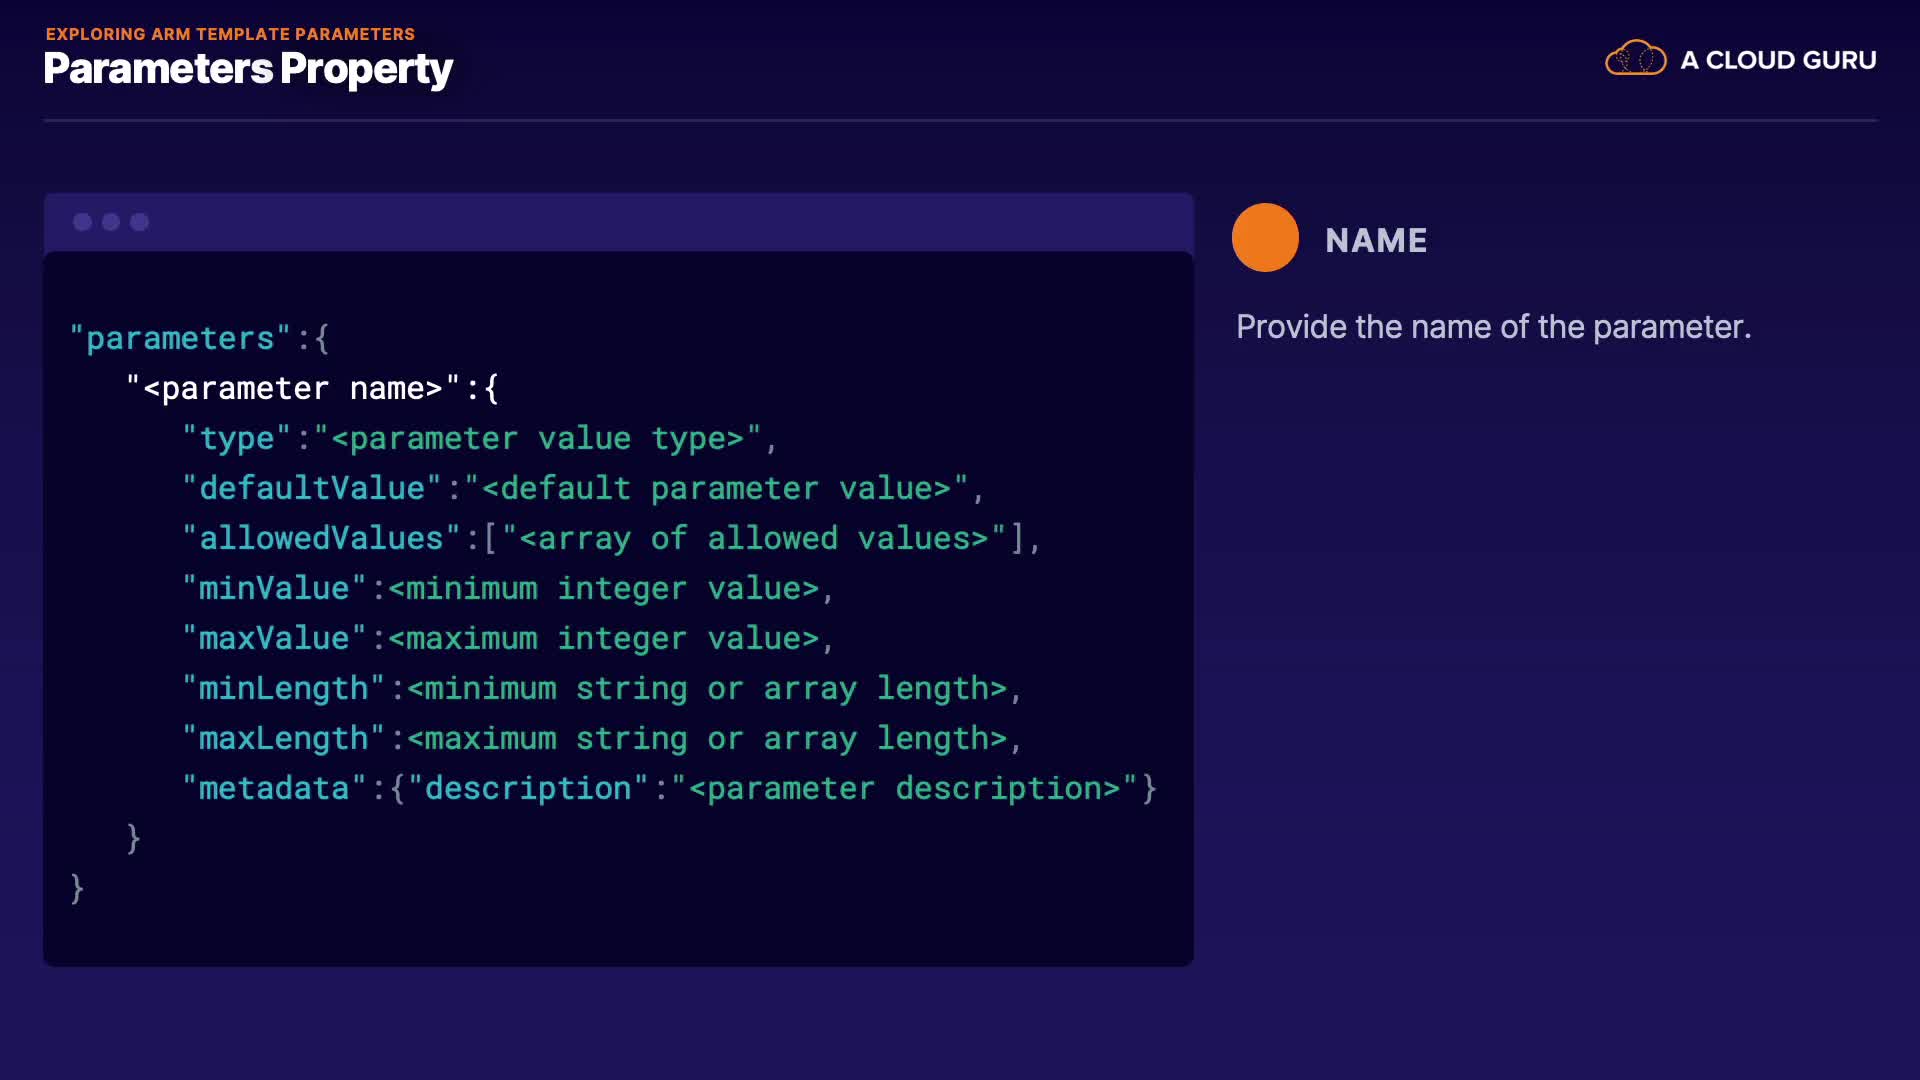 EXPLORING ARM TEMPLATE PARAMETERS
Parameters Property
A CLOUD GURU
"parameters":{
"<parameter name>":{
"type":"<parameter value type>",
"defaultValue":"<default parameter value>",
"allowedValues":["<array of allowed values>"],
"minValue":<minimum integer value>,
"maxValue":<maximum integer value>,
"minLength":<minimum string or array length>,
"maxLength":<maximum string or array length>,
"metadata":{"description":"<parameter description>"}
}
}
NAME
Provide the name of the parameter.